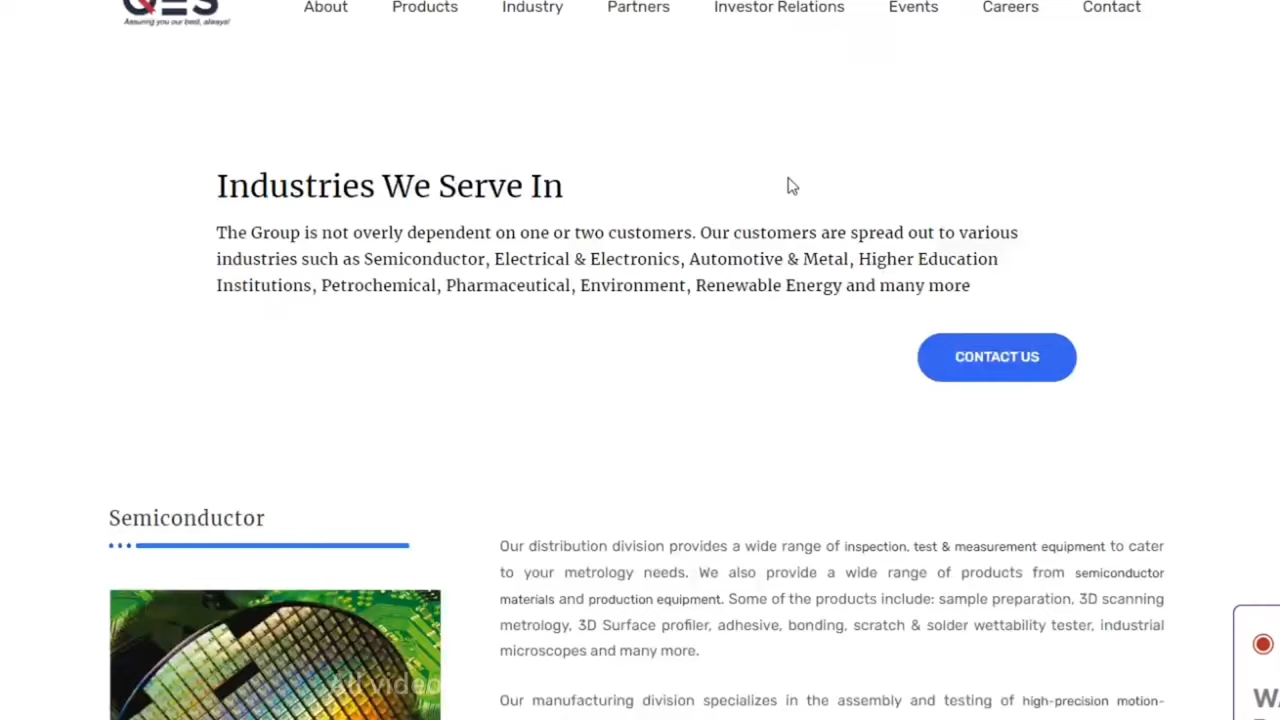 QES
Assuring you our best, always!
About Products Industry Partners Investor Relations Events Careers Contact
Industries We Serve In
The Group is not overly dependent on one or two customers. Our customers are spread out to various
industries such as Semiconductor, Electrical & Electronics, Automotive & Metal, Higher Education
Institutions, Petrochemical, Pharmaceutical, Environment, Renewable Energy and many more
CONTACT US
Semiconductor
Our distribution division provides a wide range of inspection, test & measurement equipment to cater
to your metrology needs. We also provide a wide range of products from semiconductor
materials and production equipment. Some of the products include: sample preparation, 3D scanning
metrology, 3D Surface profiler, adhesive, bonding, scratch & solder wettability tester, industrial
microscopes and many more.
Our manufacturing division specializes in the assembly and testing of high-precision motion-